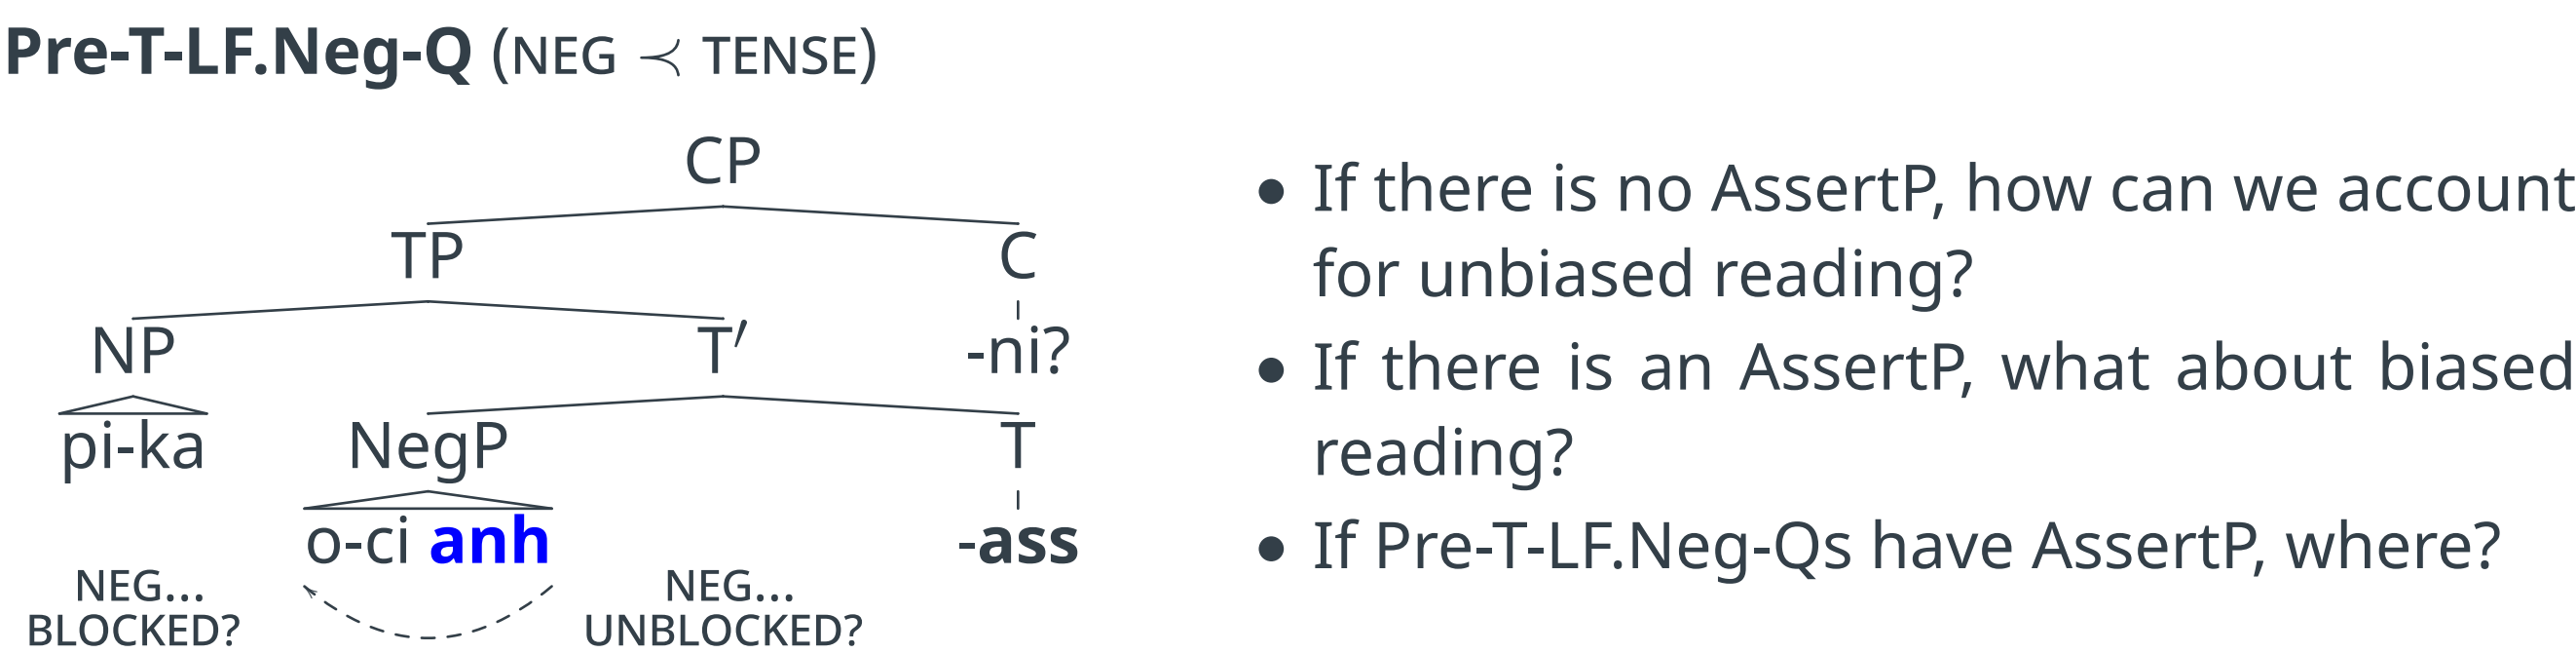 Pre-T-LF.Neg-Q (NEG ≺ TENSE)
CP
TP C
NP T′ -ni?
pi-ka NegP T
o-ci anh -ass
NEG... NEG...
BLOCKED? UNBLOCKED?
• If there is no AssertP, how can we account
for unbiased reading?
• If there is an AssertP, what about biased
reading?
• If Pre-T-LF.Neg-Qs have AssertP, where?